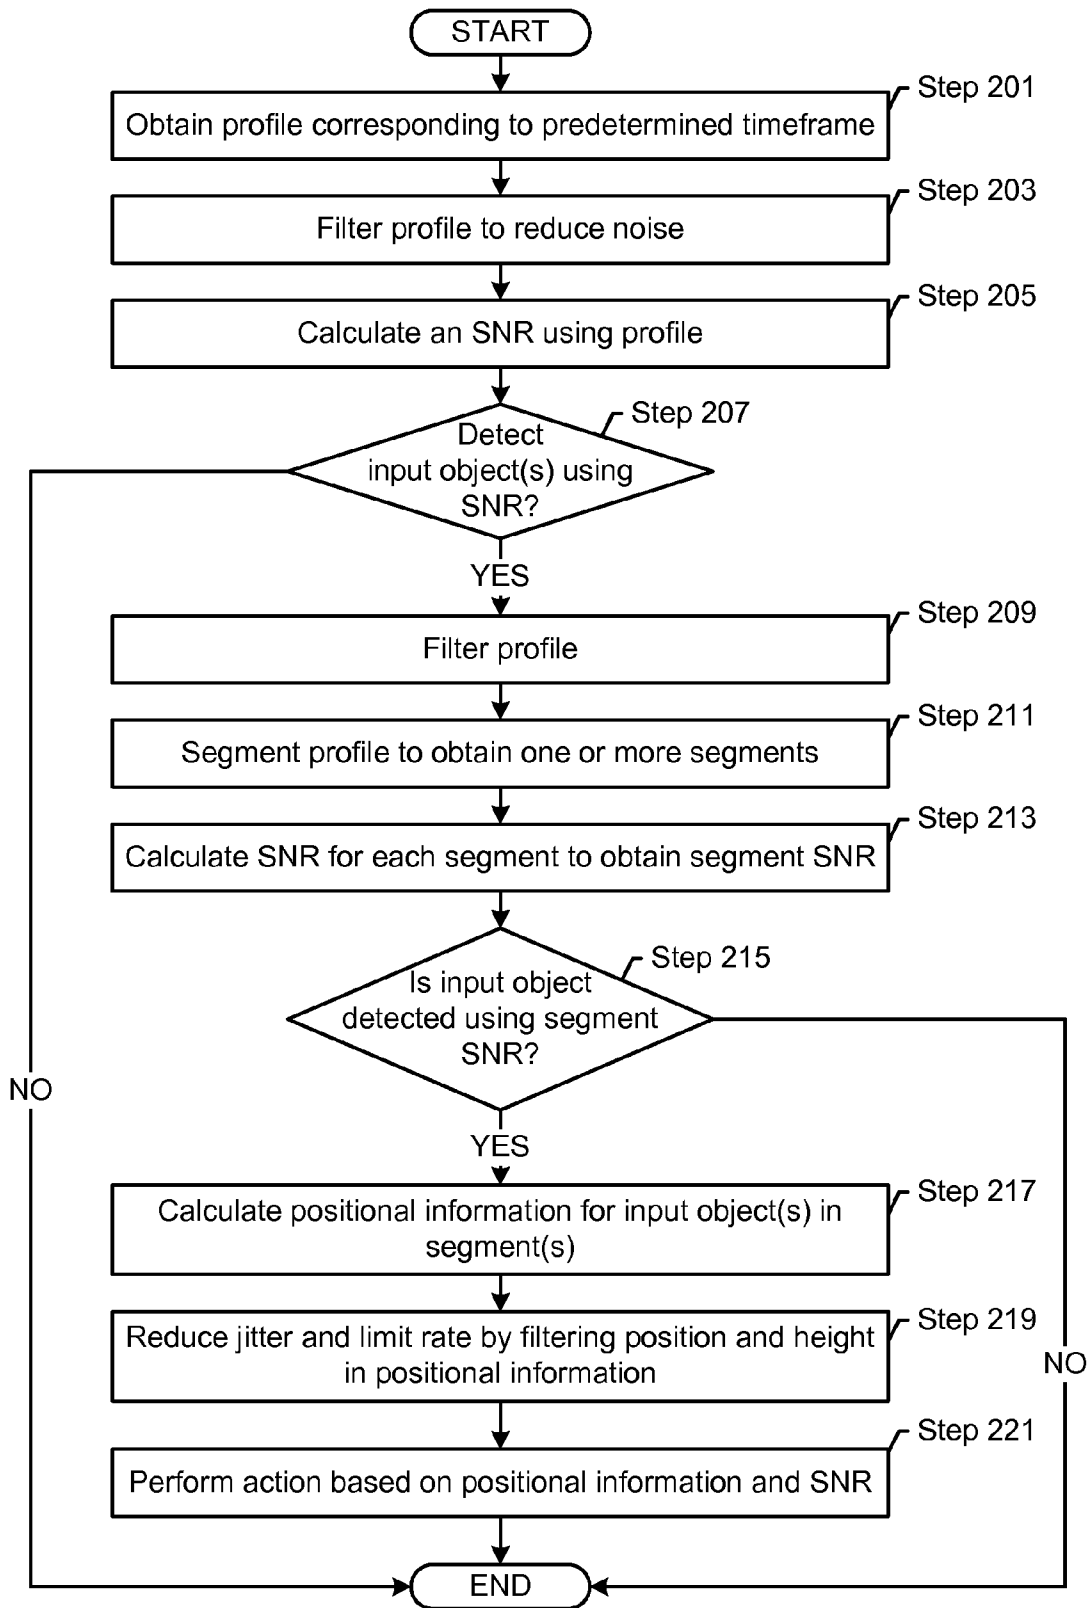 START
Step 201
Obtain profile corresponding to predetermined timeframe
Step 203
Filter profile to reduce noise
Step 205
Calculate an SNR using profile
Step 207
Detect
input object(s) using
SNR?
YES
Step 209
Filter profile
Step 211
Segment profile to obtain one or more segments
Step 213
Calculate SNR for each segment to obtain segment SNR
Step 215
Is input object
detected using segment
SNR?
NO
YES
Step 217
Calculate positional information for input object(s) in
segment(s)
Step 219
Reduce jitter and limit rate by filtering position and height
in positional information
NO
Step 221
Perform action based on positional information and SNR
END